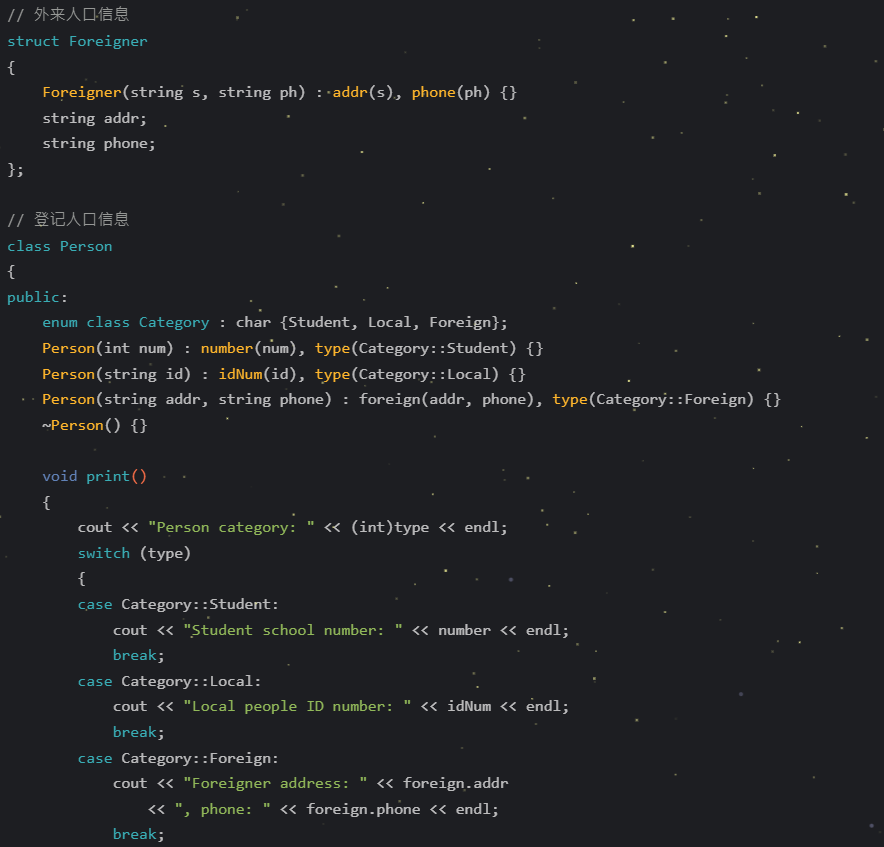 // 外来人口信息
struct Foreigner
{
    Foreigner(string s, string ph) : addr(s), phone(ph) {}
    string addr;
    string phone;
};

// 登记人口信息
class Person
{
public:
    enum class Category : char {Student, Local, Foreign};
    Person(int num) : number(num), type(Category::Student) {}
    Person(string id) : idNum(id), type(Category::Local) {}
    Person(string addr, string phone) : foreign(addr, phone), type(Category::Foreign) {}
    ~Person() {}

    void print()
    {
        cout << "Person category: " << (int)type << endl;
        switch (type)
        {
        case Category::Student:
            cout << "Student school number: " << number << endl;
            break;
        case Category::Local:
            cout << "Local people ID number: " << idNum << endl;
            break;
        case Category::Foreign:
            cout << "Foreigner address: " << foreign.addr
                << ", phone: " << foreign.phone << endl;
            break;